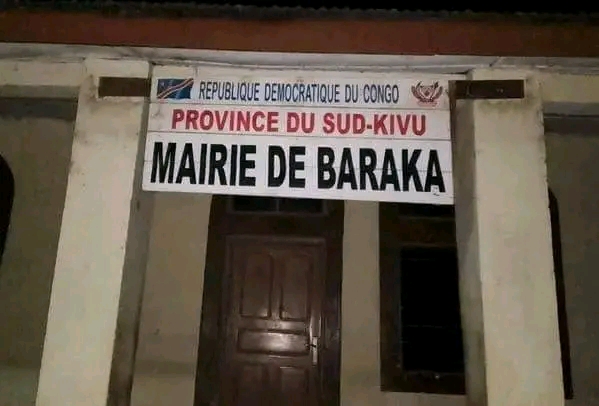 REPUBLIQUE DEMOCRATIQUE DU CONGO
PROVINCE DU SUD-KIVU
MAIRIE DE BARAKA